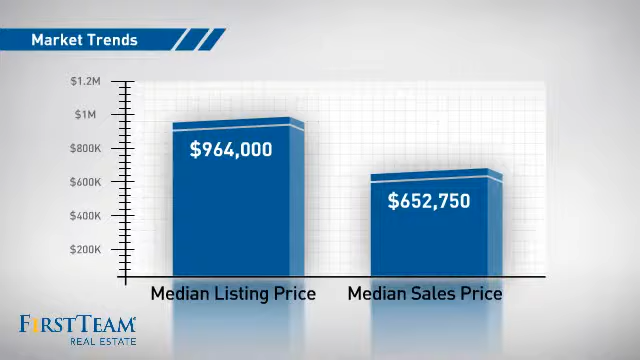 Market Trends
$1.2M
$1M
$800K
$600K
$400K
$200K
$964,000
$652,750
Median Listing Price
Median Sales Price
FIRSTTEAM®
REAL ESTATE